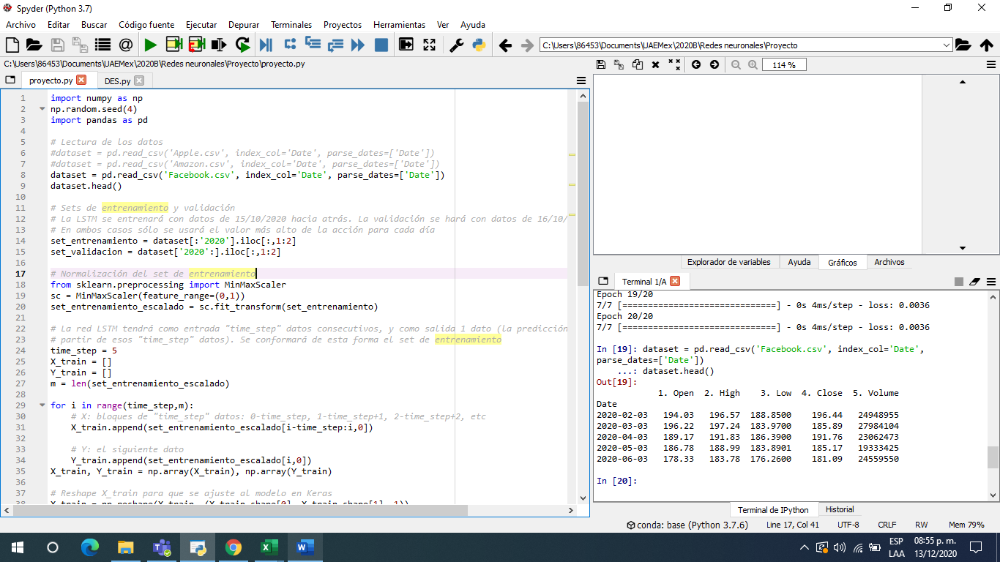 Spyder (Python 3.7)
Archivo Editar Buscar Código fuente Ejecutar Depurar Terminales Proyectos Herramientas Ver Ayuda
C:\Users\86453\Documents\UAEMex\2020B\Redes neuronales\Proyecto
C:\Users\86453\Documents\UAEMex\2020B\Redes neuronales\Proyecto\proyecto.py
proyecto.py DES.py
1 import numpy as np
2 np.random.seed(4)
3 import pandas as pd
4
5 # Lectura de los datos
6 #dataset = pd.read_csv('Apple.csv', index_col='Date', parse_dates=['Date'])
7 #dataset = pd.read_csv('Amazon.csv', index_col='Date', parse_dates=['Date'])
8 dataset = pd.read_csv('Facebook.csv', index_col='Date', parse_dates=['Date'])
9 dataset.head()
10
11 # Sets de entrenamiento y validación
12 # La LSTM se entrenará con datos de 15/10/2020 hacia atrás. La validación se hará con datos de 16/10/
13 # En ambos casos sólo se usará el valor más alto de la acción para cada día
14 set_entrenamiento = dataset[:'2020'].iloc[:,1:2]
15 set_validacion = dataset['2020':].iloc[:,1:2]
16
17 # Normalización del set de entrenamiento
18 from sklearn.preprocessing import MinMaxScaler
19 sc = MinMaxScaler(feature_range=(0,1))
20 set_entrenamiento_escalado = sc.fit_transform(set_entrenamiento)
21
22 # La red LSTM tendrá como entrada "time_step" datos consecutivos, y como salida 1 dato (la predicción
23 # partir de esos "time_step" datos). Se conformará de esta forma el set de entrenamiento
24 time_step = 5
25 X_train = []
26 Y_train = []
27 m = len(set_entrenamiento_escalado)
28
29 for i in range(time_step,m):
30 # X: bloques de "time_step" datos: 0-time_step, 1-time_step+1, 2-time_step+2, etc
31 X_train.append(set_entrenamiento_escalado[i-time_step:i,0])
32
33 # Y: el siguiente dato
34 Y_train.append(set_entrenamiento_escalado[i,0])
35 X_train, Y_train = np.array(X_train), np.array(Y_train)
36
37 # Reshape X_train para que se ajuste al modelo en Keras
38 X_train = np.reshape(X_train, (X_train.shape[0], X_train.shape[1], 1))
114 %
Explorador de variables Ayuda Gráficos Archivos
Terminal 1/A
Epoch 19/20
7/7 [==============================] - 0s 4ms/step - loss: 0.0036
Epoch 20/20
7/7 [==============================] - 0s 4ms/step - loss: 0.0036
In [19]: dataset = pd.read_csv('Facebook.csv', index_col='Date',
parse_dates=['Date'])
...: dataset.head()
Out[19]:
1. Open 2. High 3. Low 4. Close 5. Volume
Date
2020-02-03 194.03 196.57 188.8500 196.44 24948955
2020-03-03 196.22 197.24 183.9700 185.89 27984104
2020-04-03 189.17 191.83 186.3900 191.76 23062473
2020-05-03 186.78 188.99 183.8901 185.17 19333425
2020-06-03 178.33 183.78 176.2600 181.09 24559550
In [20]:
Terminal de IPython Historial
conda: base (Python 3.7.6) Line 17, Col 41 UTF-8 CRLF RW Mem 79%
ESP 08:55 p. m.
LAA 13/12/2020